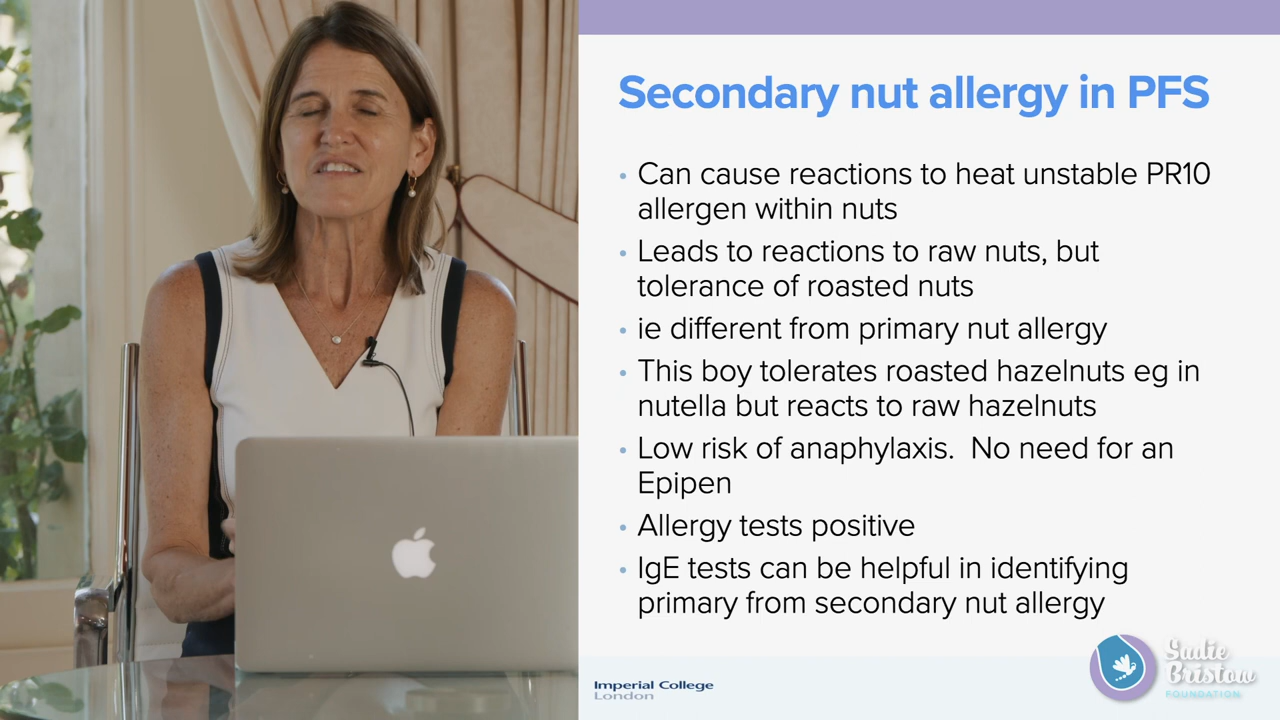 Secondary nut allergy in PFS
• Can cause reactions to heat unstable PR10
allergen within nuts
• Leads to reactions to raw nuts, but
tolerance of roasted nuts
• ie different from primary nut allergy
• This boy tolerates roasted hazelnuts eg in
nutella but reacts to raw hazelnuts
• Low risk of anaphylaxis.  No need for an
Epipen
• Allergy tests positive
• IgE tests can be helpful in identifying
primary from secondary nut allergy
Imperial College
London
Sadie
Bristow
FOUNDATION